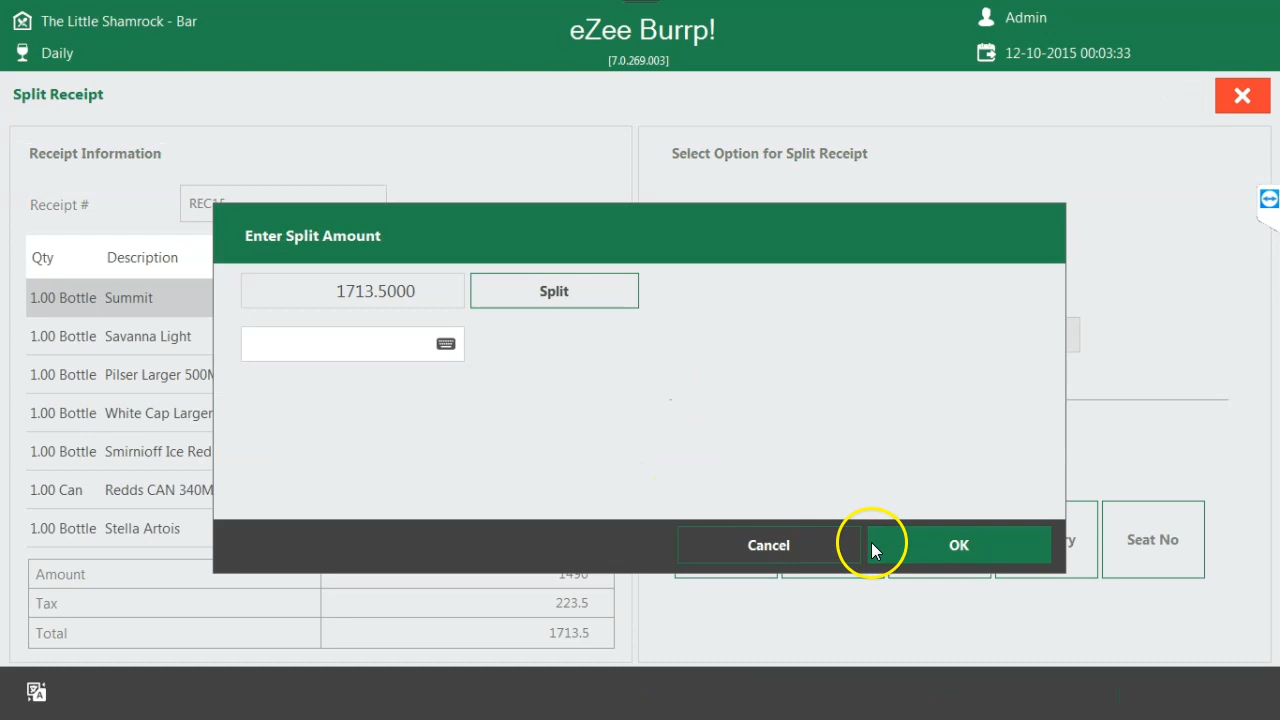 The Little Shamrock - Bar
Daily
eZee Burrp!
[7.0.269.003]
Admin
12-10-2015 00:03:33
Split Receipt
Receipt Information
Select Option for Split Receipt
Receipt #
Enter Split Amount
1713.5000
Split
Qty Description
1.00 Bottle Summit
1.00 Bottle Savanna Light
1.00 Bottle Pilser Larger 500M
1.00 Bottle White Cap Larger
1.00 Bottle Smirnioff Ice Red
1.00 Can Redds CAN 340M
1.00 Bottle Stella Artois
Cancel
OK
Seat No
Amount 1490
Tax 223.5
Total 1713.5